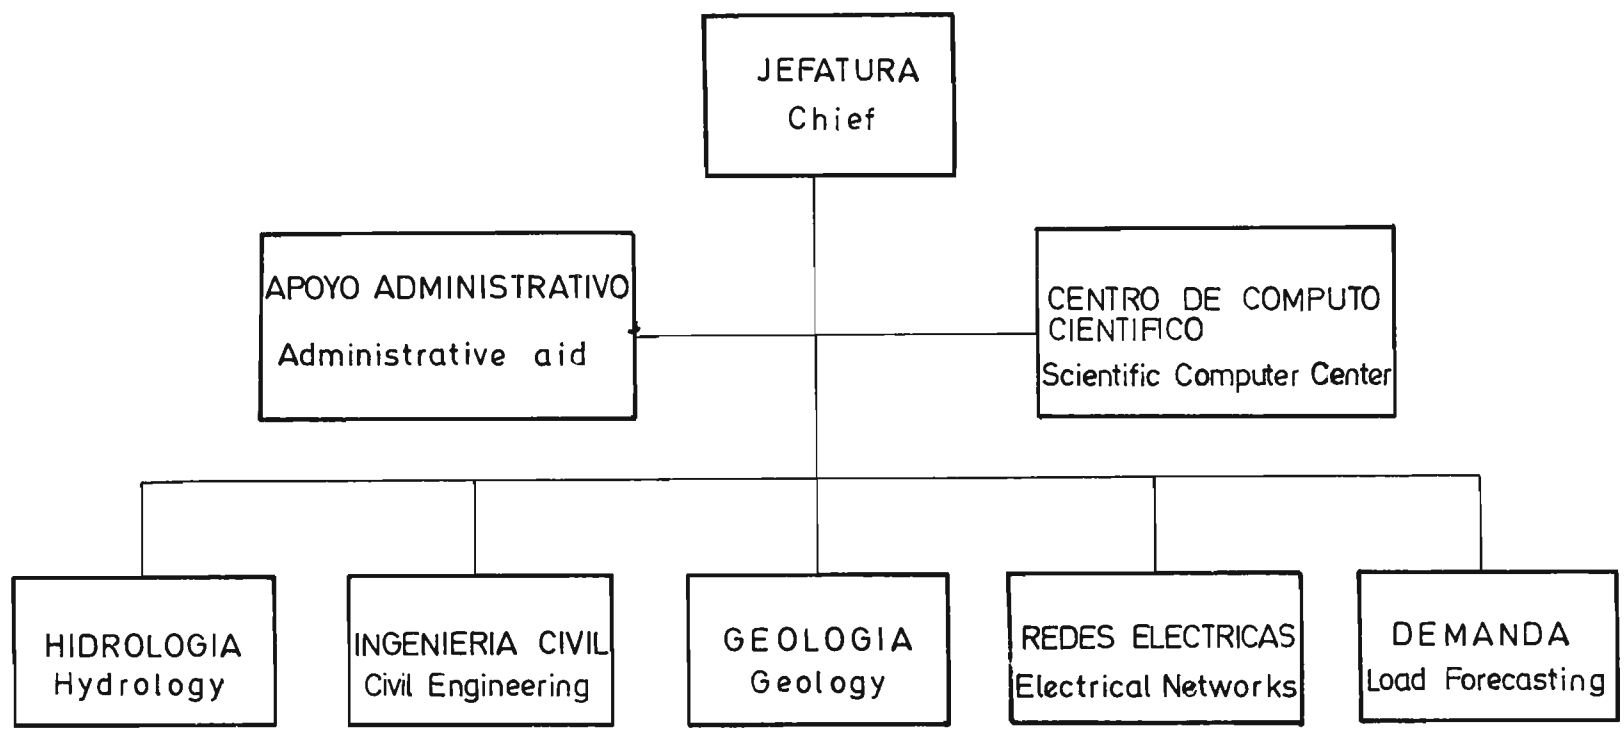 JEFATURA
Chief
APOYO ADMINISTRATIVO
Administrative aid
CENTRO DE COMPUTO
CIENTIFICO
Scientific Computer Center
HIDROLOGIA
Hydrology
INGENIERIA CIVIL
Civil Engineering
GEOLOGIA
Geology
REDES ELECTRICAS
Electrical Networks
DEMANDA
Load Forecasting